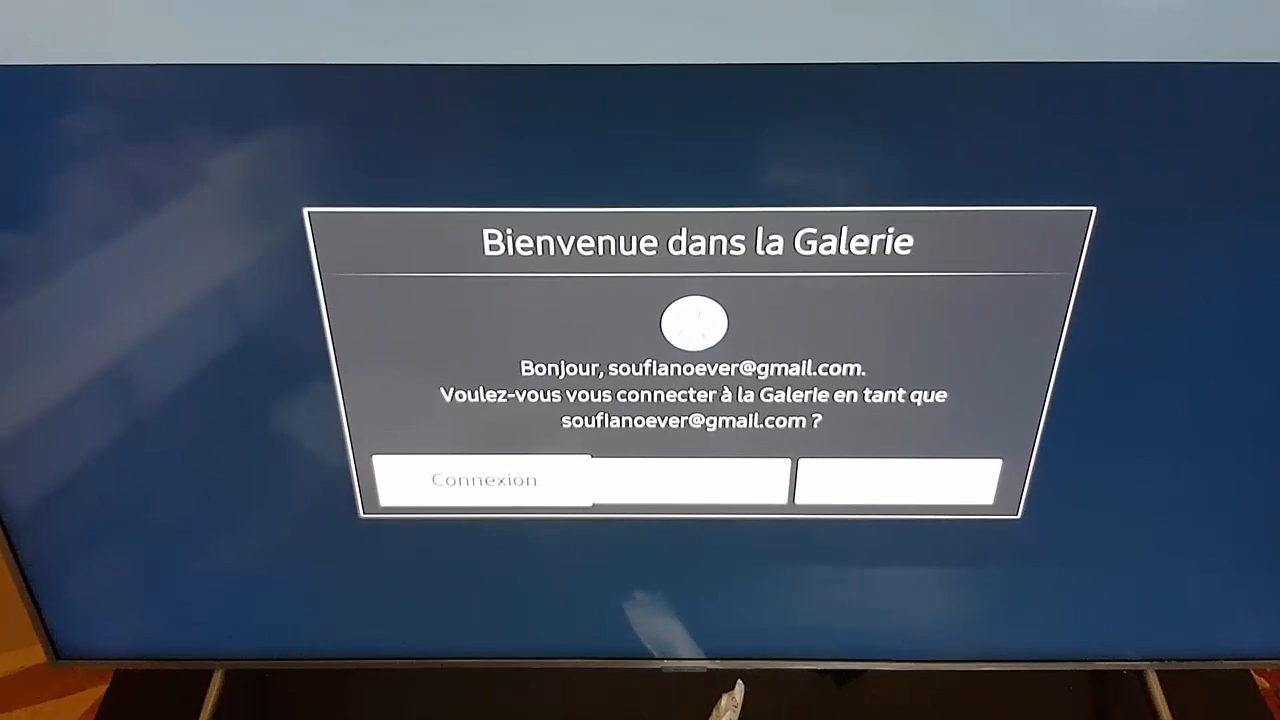 Bienvenue dans la Galerie
Bonjour, soufianoever@gmail.com.
Voulez-vous vous connecter à la Galerie en tant que
soufianoever@gmail.com ?
Connexion